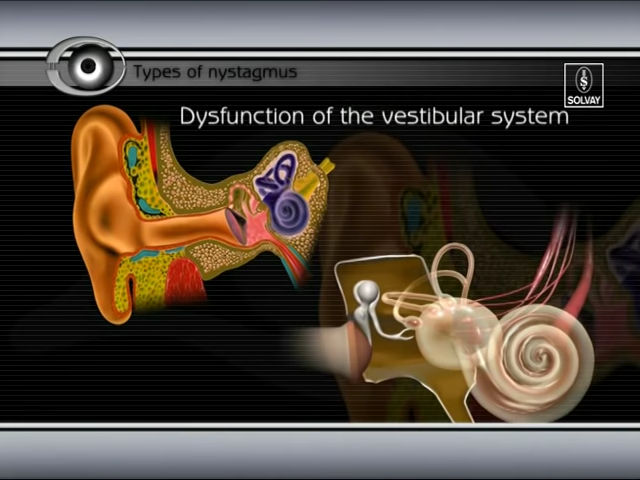 Types of nystagmus
Dysfunction of the vestibular system
S
SOLVAY